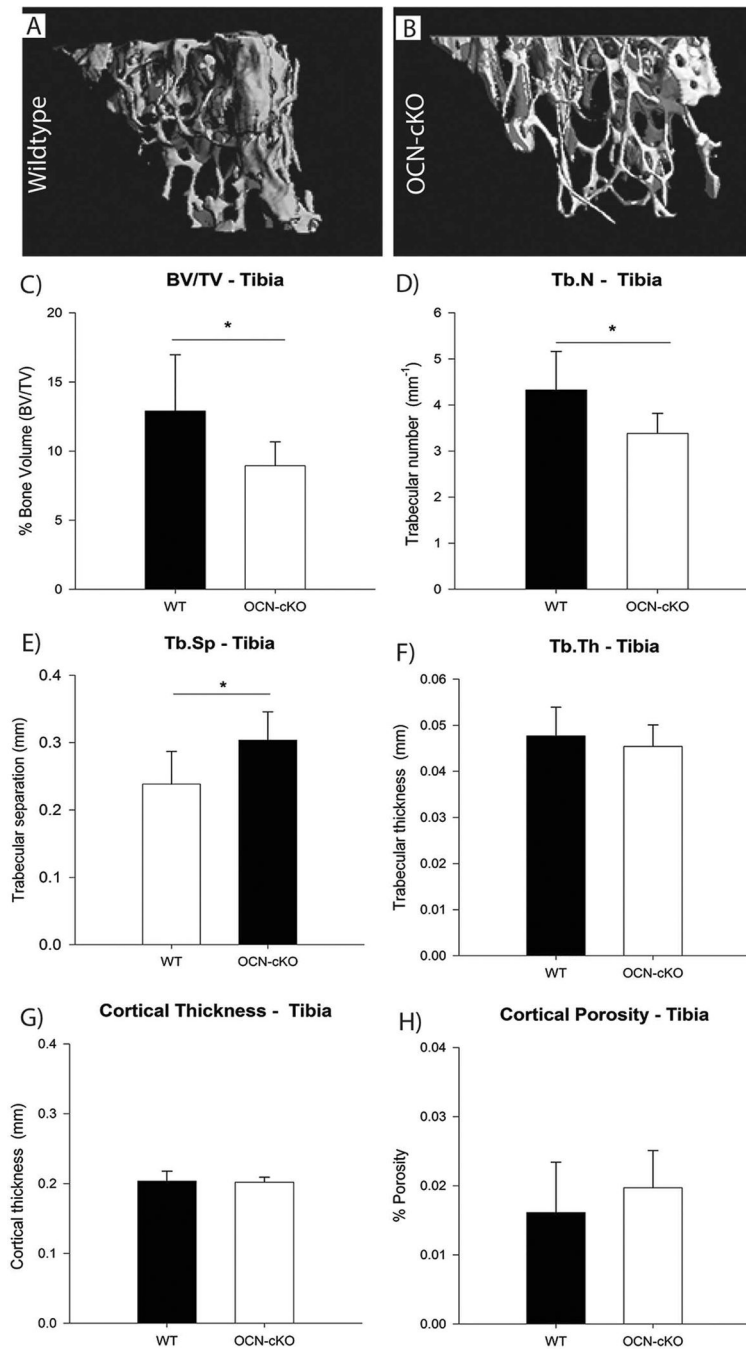 A
Wildtype
B
OCN-cKO
C)
BV/TV - Tibia
% Bone Volume (BV/TV)
20
15
10
5
0
WT
OCN-cKO
*
D)
Tb.N - Tibia
Trabecular number (mm-1)
6
5
4
3
2
1
0
WT
OCN-cKO
*
E)
Tb.Sp - Tibia
Trabecular separation (mm)
0.4
0.3
0.2
0.1
0.0
WT
OCN-cKO
*
F)
Tb.Th - Tibia
Trabecular thickness (mm)
0.06
0.05
0.04
0.03
0.02
0.01
0.00
WT
OCN-cKO
G)
Cortical Thickness - Tibia
Cortical thickness (mm)
0.4
0.3
0.2
0.1
0.0
WT
OCN-cKO
H)
Cortical Porosity - Tibia
% Porosity
0.04
0.03
0.02
0.01
0.00
WT
OCN-cKO